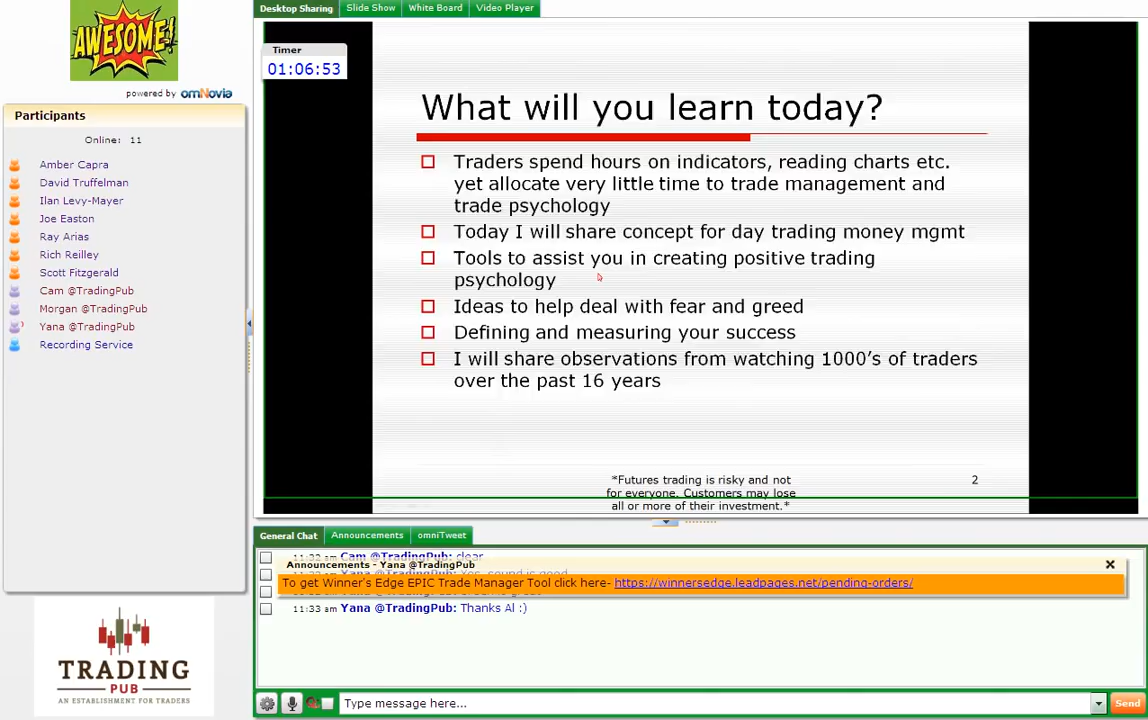 AWESOME!
powered by omNovia
Participants
Online: 11
Amber Capra
David Truffelman
Ilan Levy-Mayer
Joe Easton
Ray Arias
Rich Reilley
Scott Fitzgerald
Cam @TradingPub
Morgan @TradingPub
Yana @TradingPub
Recording Service
TRADING
PUB
AN ESTABLISHMENT FOR TRADERS
Desktop Sharing
Slide Show
White Board
Video Player
Timer
01:06:53
What will you learn today?
Traders spend hours on indicators, reading charts etc.
yet allocate very little time to trade management and
trade psychology
Today I will share concept for day trading money mgmt
Tools to assist you in creating positive trading
psychology
Ideas to help deal with fear and greed
Defining and measuring your success
I will share observations from watching 1000's of traders
over the past 16 years
*Futures trading is risky and not
for everyone. Customers may lose
all or more of their investment.*
2
General Chat
Announcements
omniTweet
11:32 am Cam @TradingPub: clear
Announcements - Yana @TradingPub
To get Winner's Edge EPIC Trade Manager Tool click here- https://winnersedge.leadpages.net/pending-orders/
11:33 am Yana @TradingPub: Thanks Al :)
Type message here...
Send